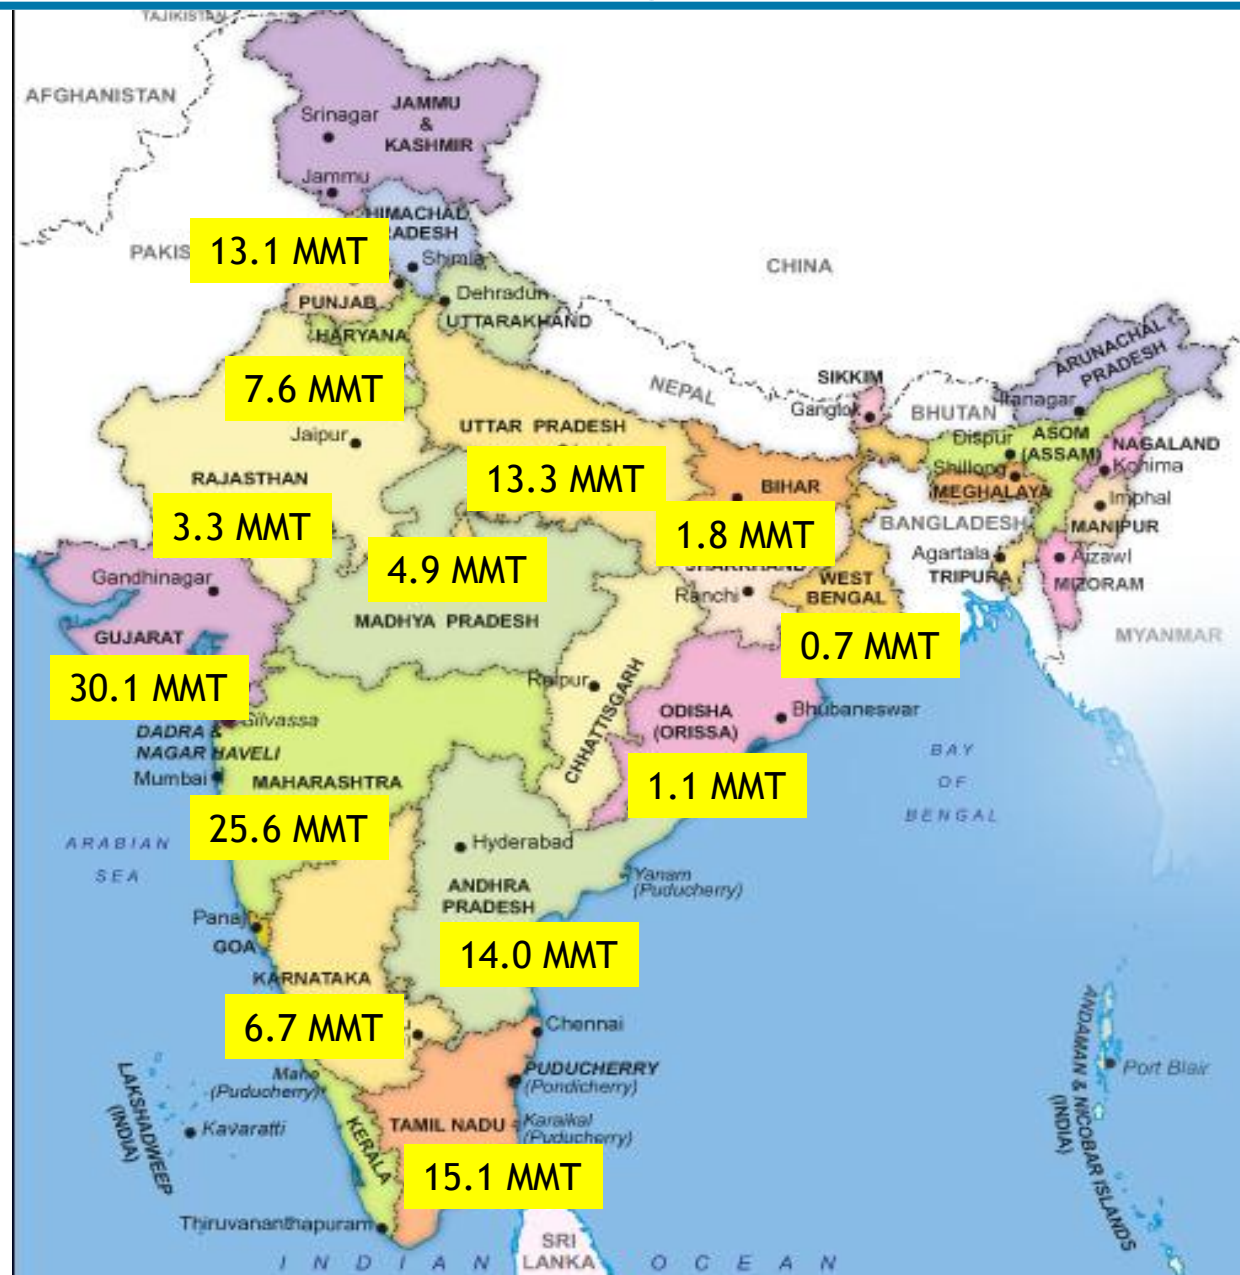 TAJIKISTAN
AFGHANISTAN
JAMMU
&
KASHMIR
Srinagar
Jammu
HIMACHAD
RADESH
Shimla
13.1 MMT
CHINA
PUNJAB
Dehradun
UTTARAKHAND
HARYANA
7.6 MMT
NEPAL
SIKKIM
Gangtok
BHUTAN
ARUNACHAL
PRADESH
Itanagar
Dispur
ASOM
(ASSAM)
NAGALAND
Kohima
Shillong
MEGHALAYA
Imphal
MANIPUR
Jaipur
UTTAR PRADESH
RAJASTHAN
13.3 MMT
BIHAR
3.3 MMT
1.8 MMT
BANGLADESH
4.9 MMT
JHARKHAND
Ranchi
WEST
BENGAL
Agartala
TRIPURA
Aizawl
MIZORAM
MYANMAR
Gandhinagar
GUJARAT
MADHYA PRADESH
0.7 MMT
30.1 MMT
Raipur
CHHATTISGARH
ODISHA
(ORISSA)
Bhubaneswar
Silvassa
DADRA &
NAGAR HAVELI
Mumbai
MAHARASHTRA
1.1 MMT
BAY
OF
BENGAL
25.6 MMT
ARABIAN
SEA
Hyderabad
ANDHRA
PRADESH
Yanam
(Puducherry)
Panaji
GOA
14.0 MMT
KARNATAKA
6.7 MMT
Chennai
PUDUCHERRY
(Pondicherry)
Mahe
(Puducherry)
LAKSHADWEEP
(INDIA)
Kavaratti
KERALA
TAMIL NADU
Karaikal
(Puducherry)
15.1 MMT
Thiruvananthapuram
ANDAMAN & NICOBAR ISLANDS
(INDIA)
Port Blair
SRI
LANKA
INDIAN OCEAN